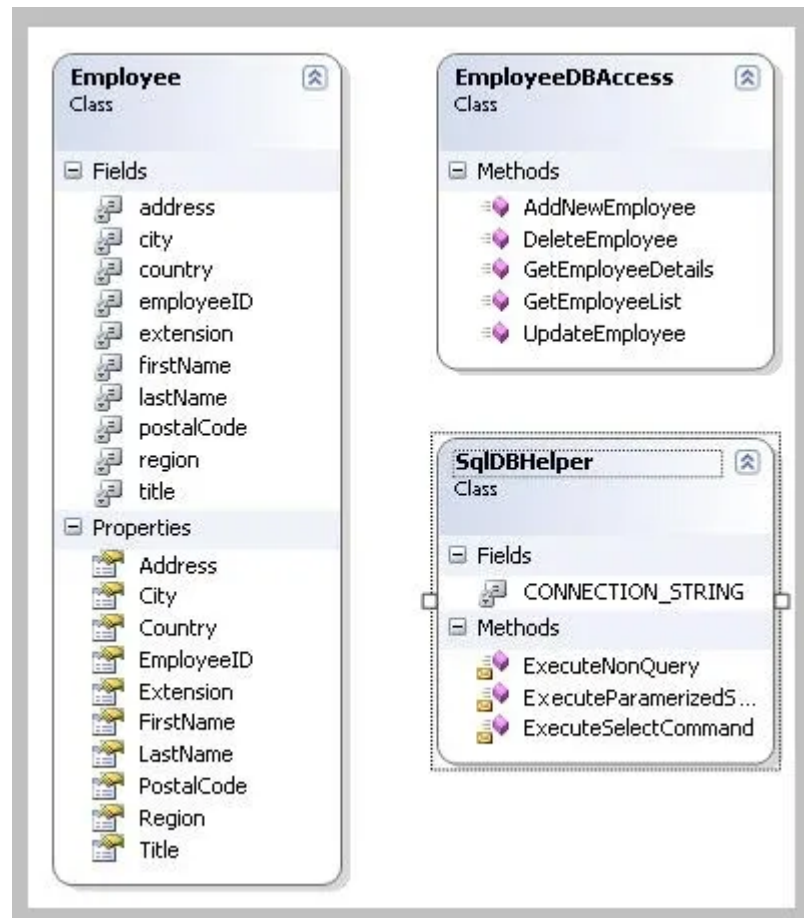 Employee
Class
Fields
address
city
country
employeeID
extension
firstName
lastName
postalCode
region
title
Properties
Address
City
Country
EmployeeID
Extension
FirstName
LastName
PostalCode
Region
Title
EmployeeDBAccess
Class
Methods
AddNewEmployee
DeleteEmployee
GetEmployeeDetails
GetEmployeeList
UpdateEmployee
SqlDBHelper
Class
Fields
CONNECTION_STRING
Methods
ExecuteNonQuery
ExecuteParamerizedS...
ExecuteSelectCommand